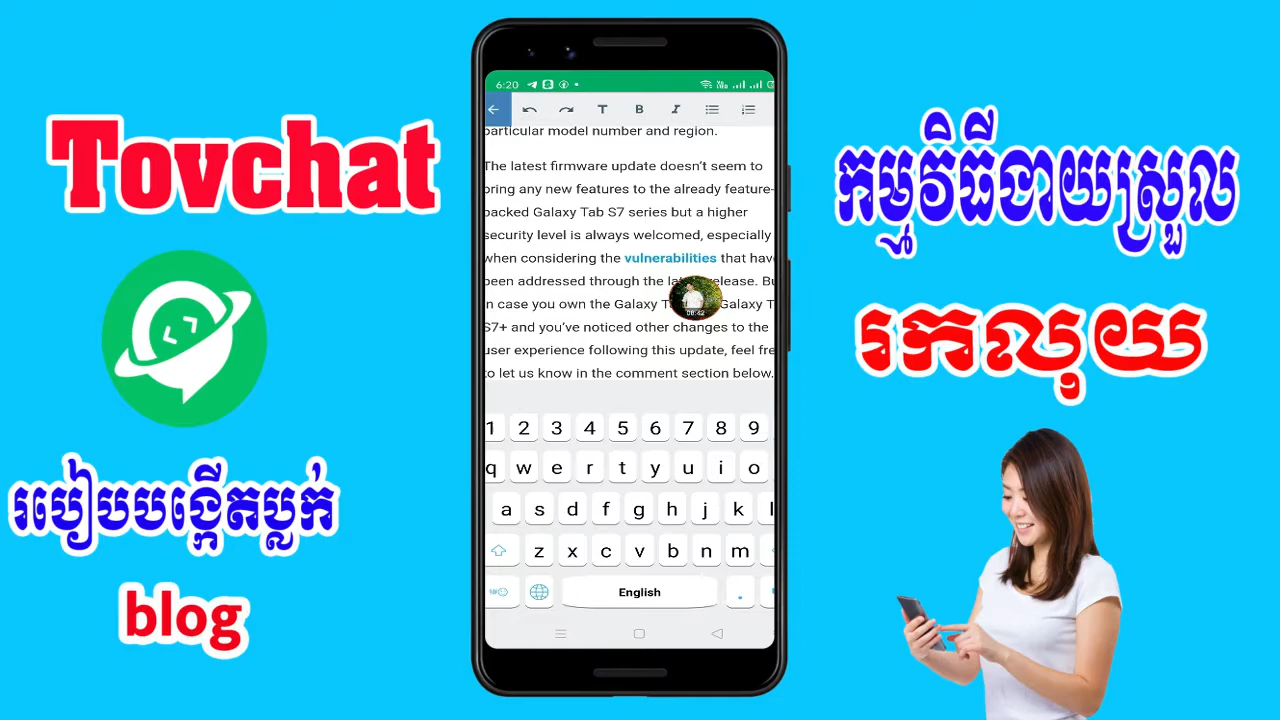 Tovchat
របៀបបង្កើតប្លក់
blog
6:20
particular model number and region.
The latest firmware update doesn't seem to
bring any new features to the already feature-
packed Galaxy Tab S7 series but a higher
security level is always welcomed, especially
when considering the vulnerabilities that have
been addressed through the latest release. Bu
n case you own the Galaxy T Galaxy T
S7+ and you've noticed other changes to the
user experience following this update, feel fre
to let us know in the comment section below.
08:42
1 2 3 4 5 6 7 8 9
q w e r t y u i o
a s d f g h j k l
z x c v b n m
English .
កម្មវិធីងាយស្រួល
រកលុយ